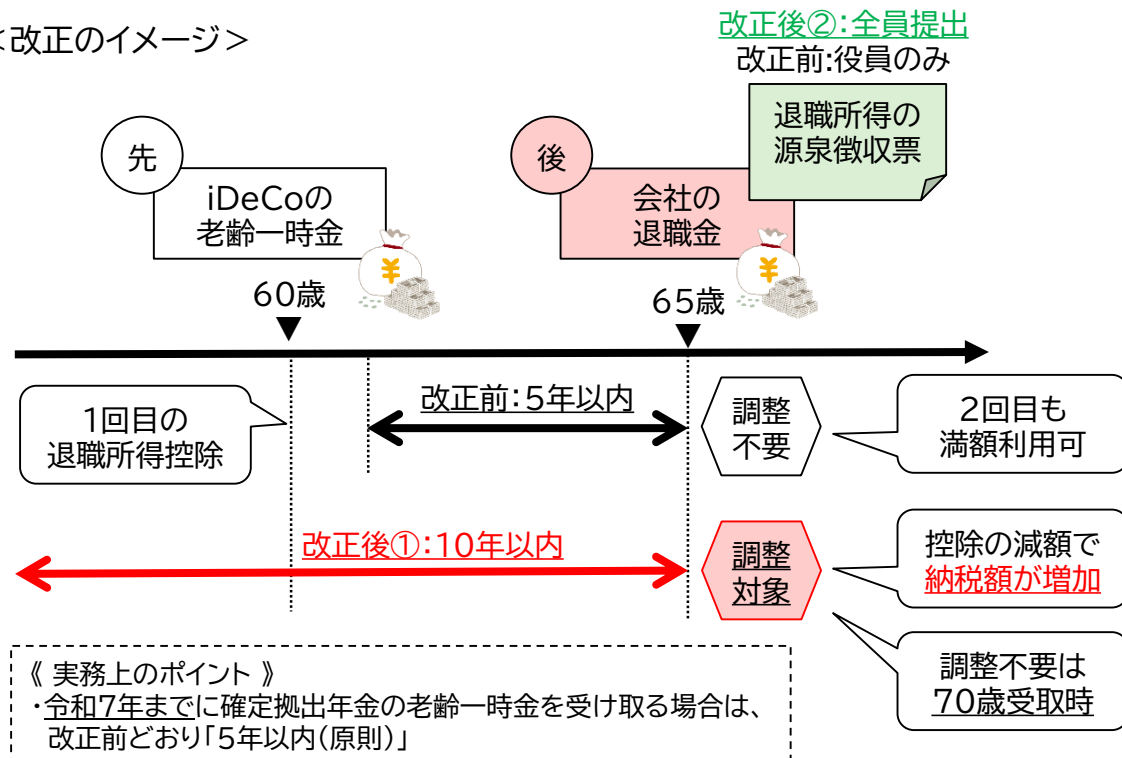 <改正のイメージ>
改正後②:全員提出
改正前:役員のみ
退職所得の
源泉徴収票
先
iDeCoの
老齢一時金
¥
後
会社の
退職金
¥
60歳
65歳
1回目の
退職所得控除
改正前:5年以内
調整
不要
2回目も
満額利用可
改正後①:10年以内
調整
対象
控除の減額で
納税額が増加
調整不要は
70歳受取時
《 実務上のポイント 》
・令和7年までに確定拠出年金の老齢一時金を受け取る場合は、
改正前どおり「5年以内(原則)」